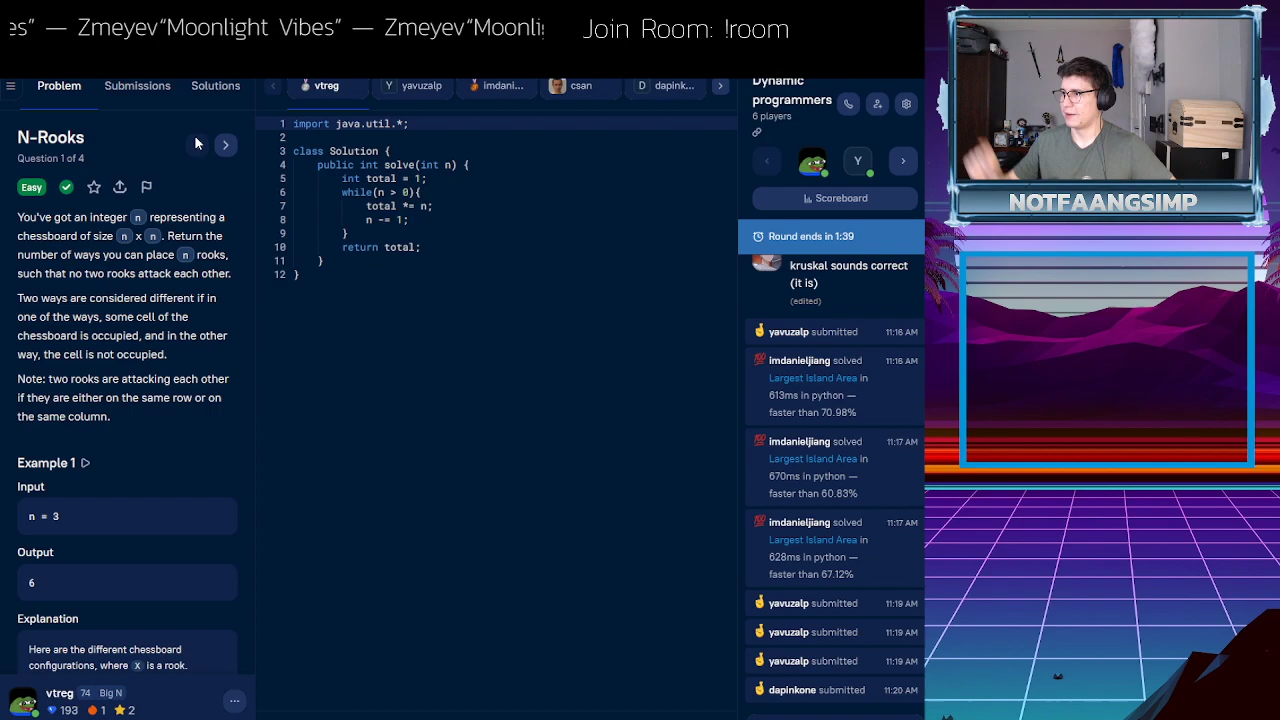 es” — Zmeyev“Moonlight Vibes” — Zmeyev“Moonli
Join Room: !room
Problem
Submissions
Solutions
vtreg
Y yavuzalp
imdani...
csan
D dapink...
N-Rooks
Question 1 of 4
Easy
You've got an integer n representing a
chessboard of size n x n. Return the
number of ways you can place n rooks,
such that no two rooks attack each other.
Two ways are considered different if in
one of the ways, some cell of the
chessboard is occupied, and in the other
way, the cell is not occupied.
Note: two rooks are attacking each other
if they are either on the same row or on
the same column.
Example 1
Input
n = 3
Output
6
Explanation
Here are the different chessboard
configurations, where X is a rook.
vtreg 74 Big N
193 1 2
...
1 import java.util.*;
2
3 class Solution {
4 public int solve(int n) {
5 int total = 1;
6 while(n > 0){
7 total *= n;
8 n -= 1;
9 }
10 return total;
11 }
12 }
Dynamic
programmers
6 players
Y
Scoreboard
Round ends in 1:39
kruskal sounds correct
(it is)
(edited)
yavuzalp submitted 11:16 AM
100 imdanieljiang solved 11:16 AM
Largest Island Area in
613ms in python —
faster than 70.98%
100 imdanieljiang solved 11:17 AM
Largest Island Area in
670ms in python —
faster than 60.83%
100 imdanieljiang solved 11:17 AM
Largest Island Area in
628ms in python —
faster than 67.12%
yavuzalp submitted 11:19 AM
yavuzalp submitted 11:19 AM
yavuzalp submitted 11:19 AM
dapinkone submitted 11:20 AM
NOTFAANGSIMP